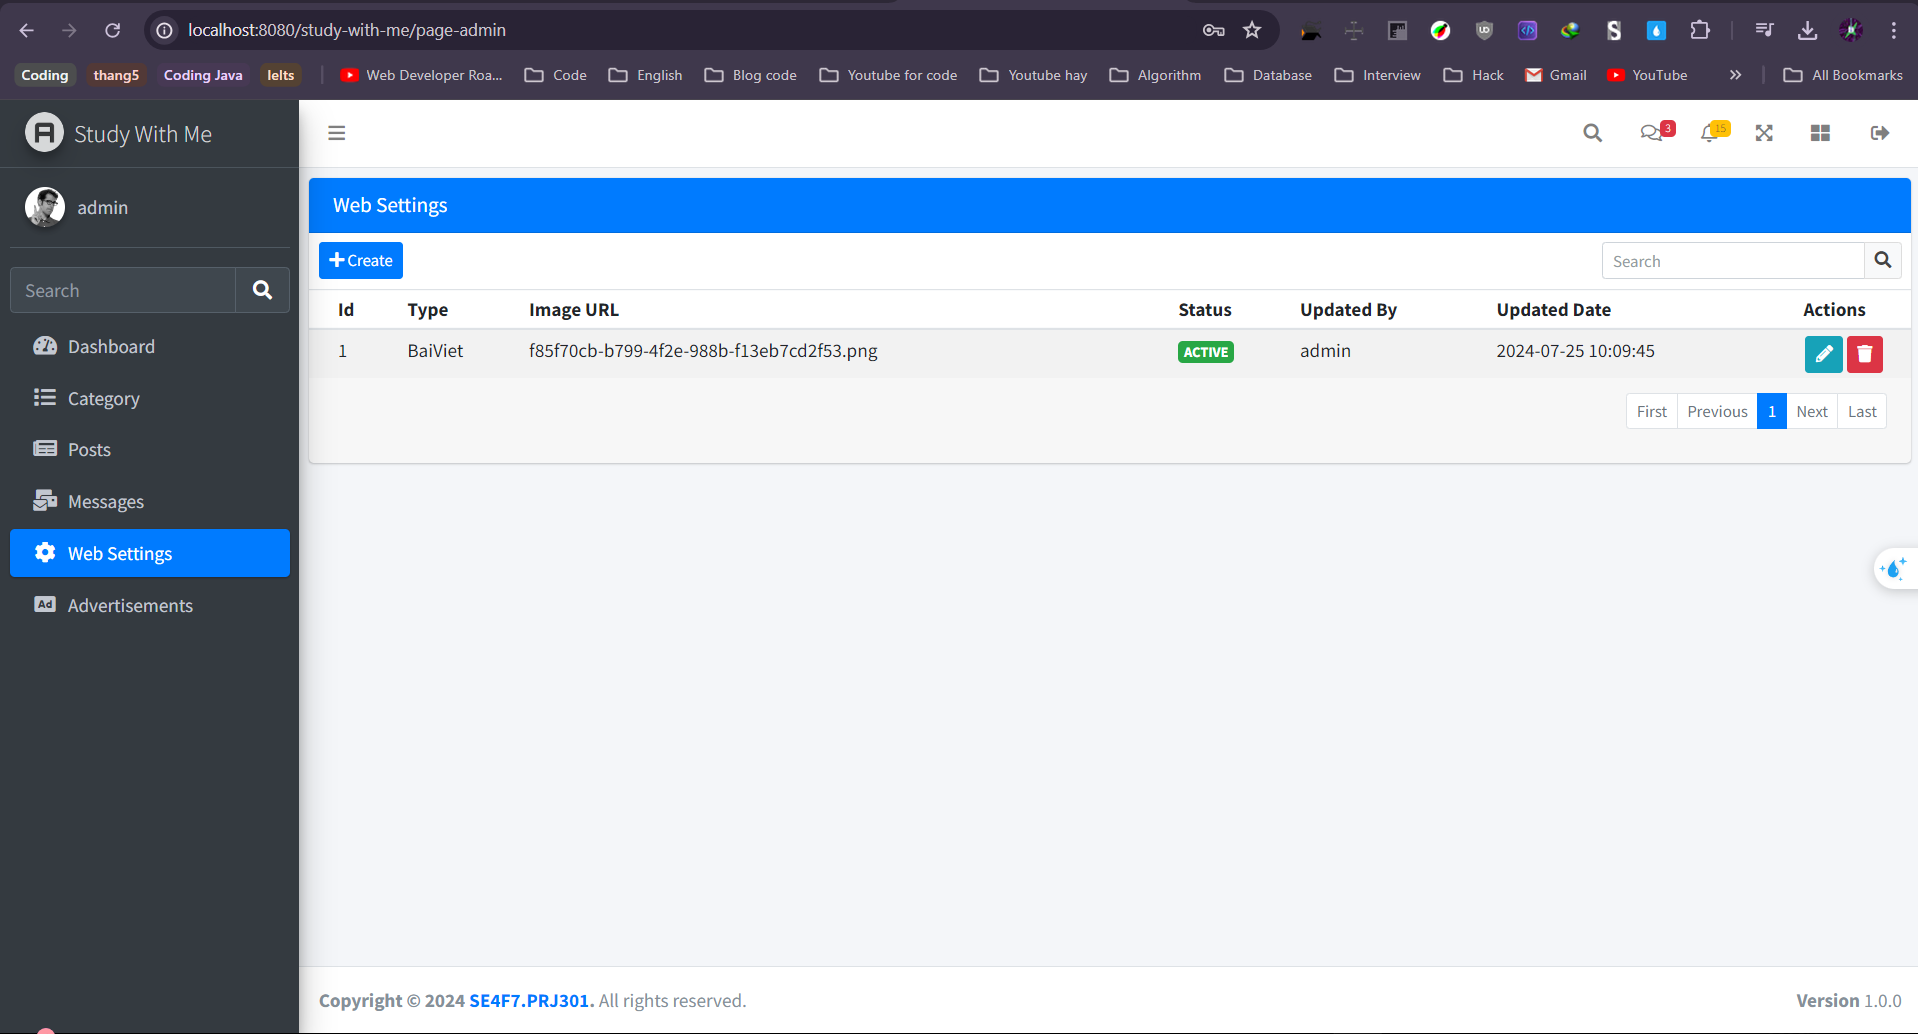 localhost:8080/study-with-me/page-admin
Coding thang5 Coding Java Ielts Web Developer Roa... Code English Blog code Youtube for code Youtube hay Algorithm Database Interview Hack Gmail YouTube All Bookmarks
Study With Me
3
15
admin
Search
Dashboard
Category
Posts
Messages
Web Settings
Advertisements
Web Settings
Create
Search
Id Type Image URL Status Updated By Updated Date Actions
1 BaiViet f85f70cb-b799-4f2e-988b-f13eb7cd2f53.png ACTIVE admin 2024-07-25 10:09:45
First Previous 1 Next Last
Copyright © 2024 SE4F7.PRJ301. All rights reserved.
Version 1.0.0